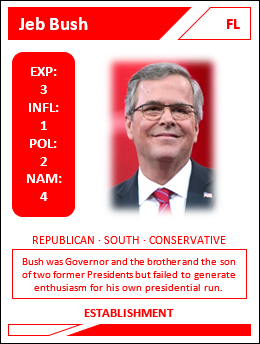 Jeb Bush
FL
EXP:
3
INFL:
1
POL:
2
NAM:
4
REPUBLICAN · SOUTH · CONSERVATIVE
Bush was Governor and the brother and the son
of two former Presidents but failed to generate
enthusiasm for his own presidential run.
ESTABLISHMENT